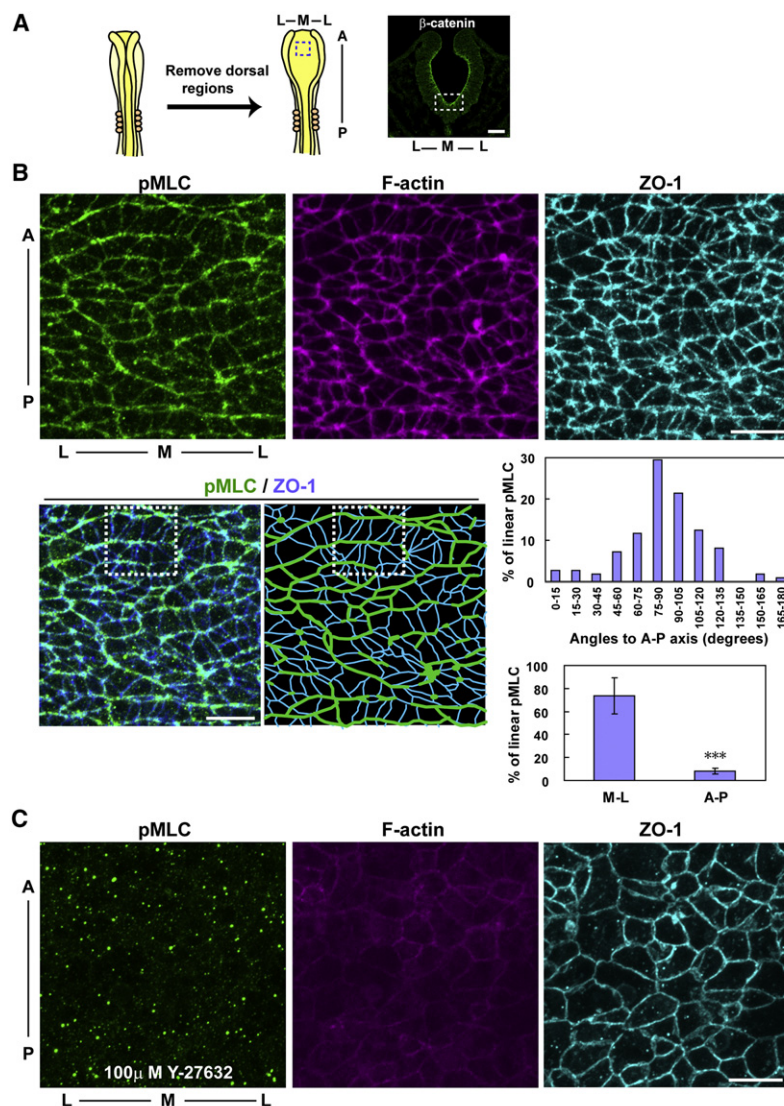 A
L–M–L
A
Remove dorsal
regions
P
β-catenin
L — M — L
B
pMLC
F-actin
ZO-1
A
P
L — M — L
pMLC / ZO-1
% of linear pMLC
30
20
10
0
0-15
15-30
30-45
45-60
60-75
75-90
90-105
105-120
120-135
135-150
150-165
165-180
Angles to A-P axis (degrees)
% of linear pMLC
100
80
60
40
20
0
***
M-L
A-P
C
pMLC
F-actin
ZO-1
A
P
100μ M Y-27632
L — M — L